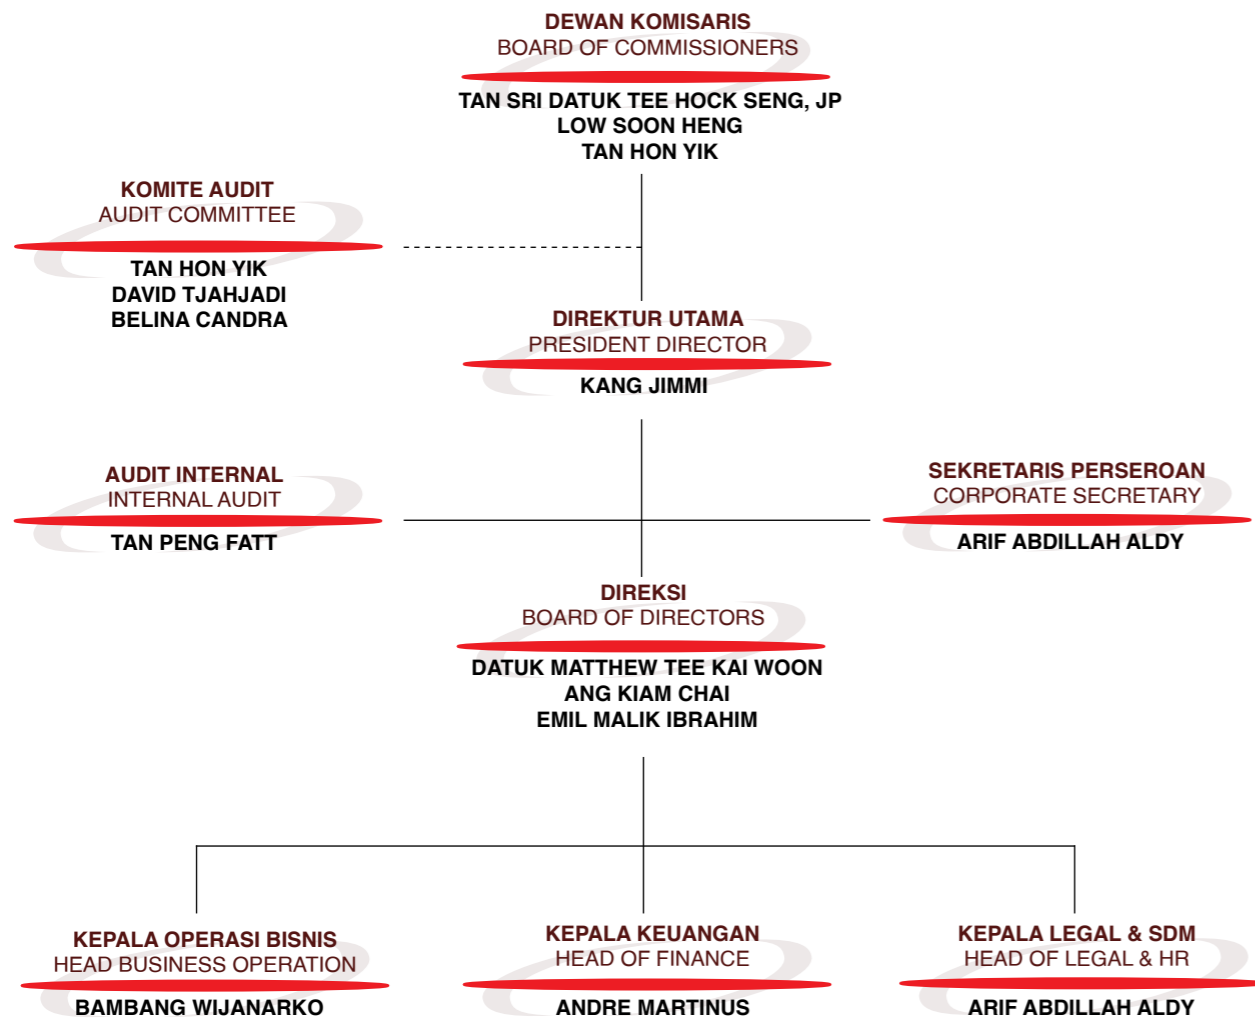 DEWAN KOMISARIS
BOARD OF COMMISSIONERS
TAN SRI DATUK TEE HOCK SENG, JP
LOW SOON HENG
TAN HON YIK
KOMITE AUDIT
AUDIT COMMITTEE
TAN HON YIK
DAVID TJAHJADI
BELINA CANDRA
DIREKTUR UTAMA
PRESIDENT DIRECTOR
KANG JIMMI
AUDIT INTERNAL
INTERNAL AUDIT
TAN PENG FATT
SEKRETARIS PERSEROAN
CORPORATE SECRETARY
ARIF ABDILLAH ALDY
DIREKSI
BOARD OF DIRECTORS
DATUK MATTHEW TEE KAI WOON
ANG KIAM CHAI
EMIL MALIK IBRAHIM
KEPALA OPERASI BISNIS
HEAD BUSINESS OPERATION
BAMBANG WIJANARKO
KEPALA KEUANGAN
HEAD OF FINANCE
ANDRE MARTINUS
KEPALA LEGAL & SDM
HEAD OF LEGAL & HR
ARIF ABDILLAH ALDY